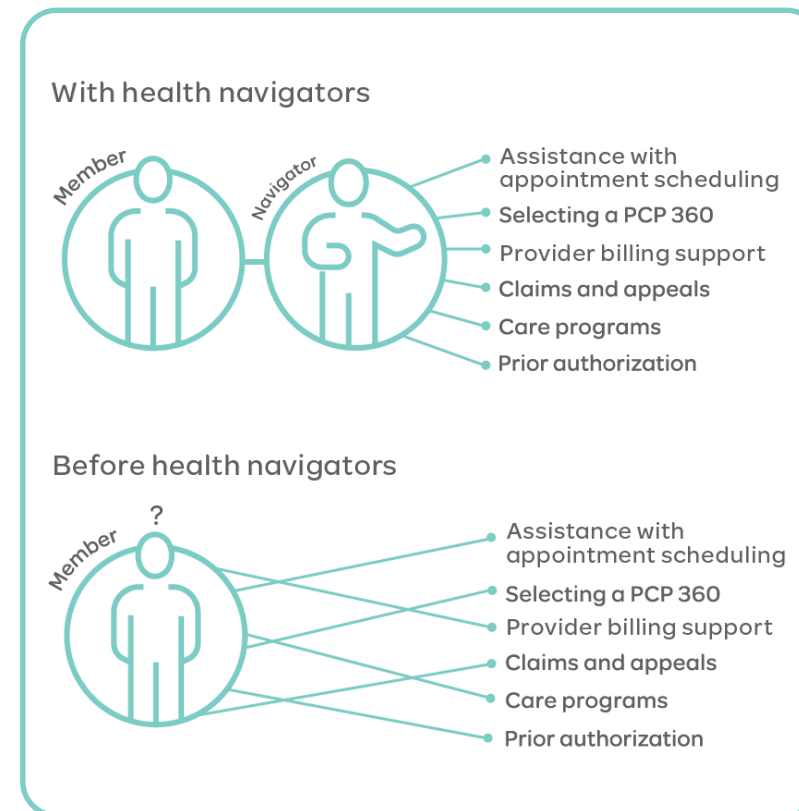 With health navigators
Member
Navigator
Assistance with
appointment scheduling
Selecting a PCP 360
Provider billing support
Claims and appeals
Care programs
Prior authorization
Before health navigators
?
Member
Assistance with
appointment scheduling
Selecting a PCP 360
Provider billing support
Claims and appeals
Care programs
Prior authorization